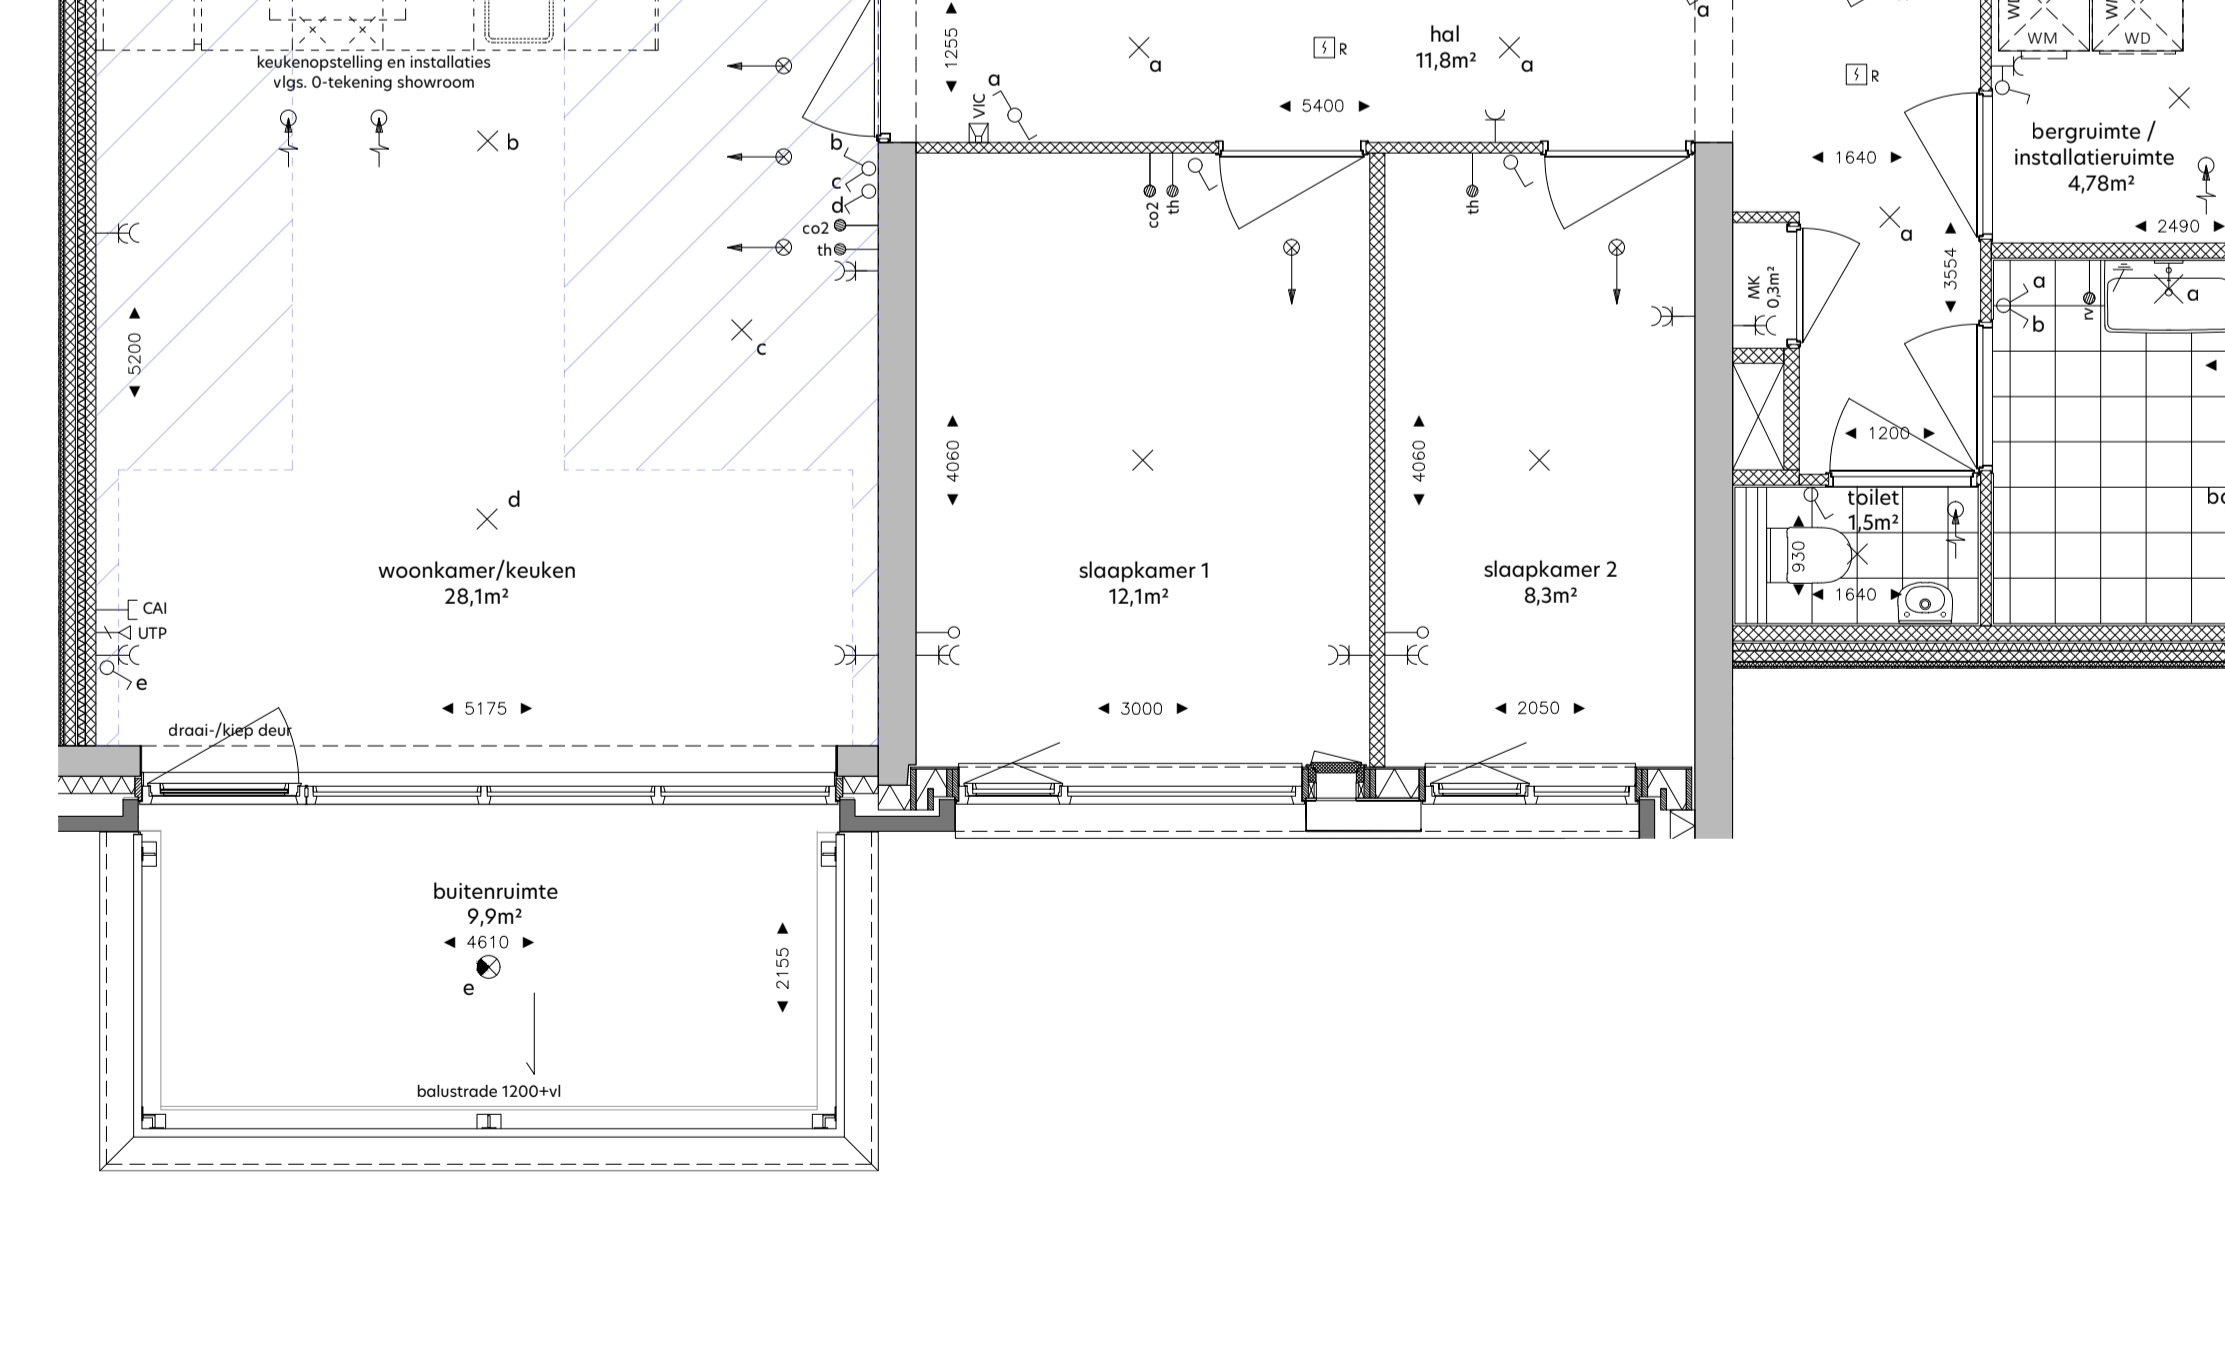 keukenopstelling en installaties
vlgs. 0-tekening showroom
b
b
c
d
co2
th
c
5200
d
woonkamer/keuken
28,1m²
CAI
UTP
e
5175
draai-/kiep deur
buitenruimte
9,9m²
4610
e
2155
balustrade 1200+vl
1255
a
VIC
a
R
hal
11,8m²
a
5400
a
co2
th
th
4060
4060
slaapkamer 1
12,1m²
slaapkamer 2
8,3m²
3000
2050
R
1640
a
3554
MK
0,3m²
1200
toilet
1,5m²
930
1640
WM
WD
bergruimte /
installatieruimte
4,78m²
2490
a
b
rv
a